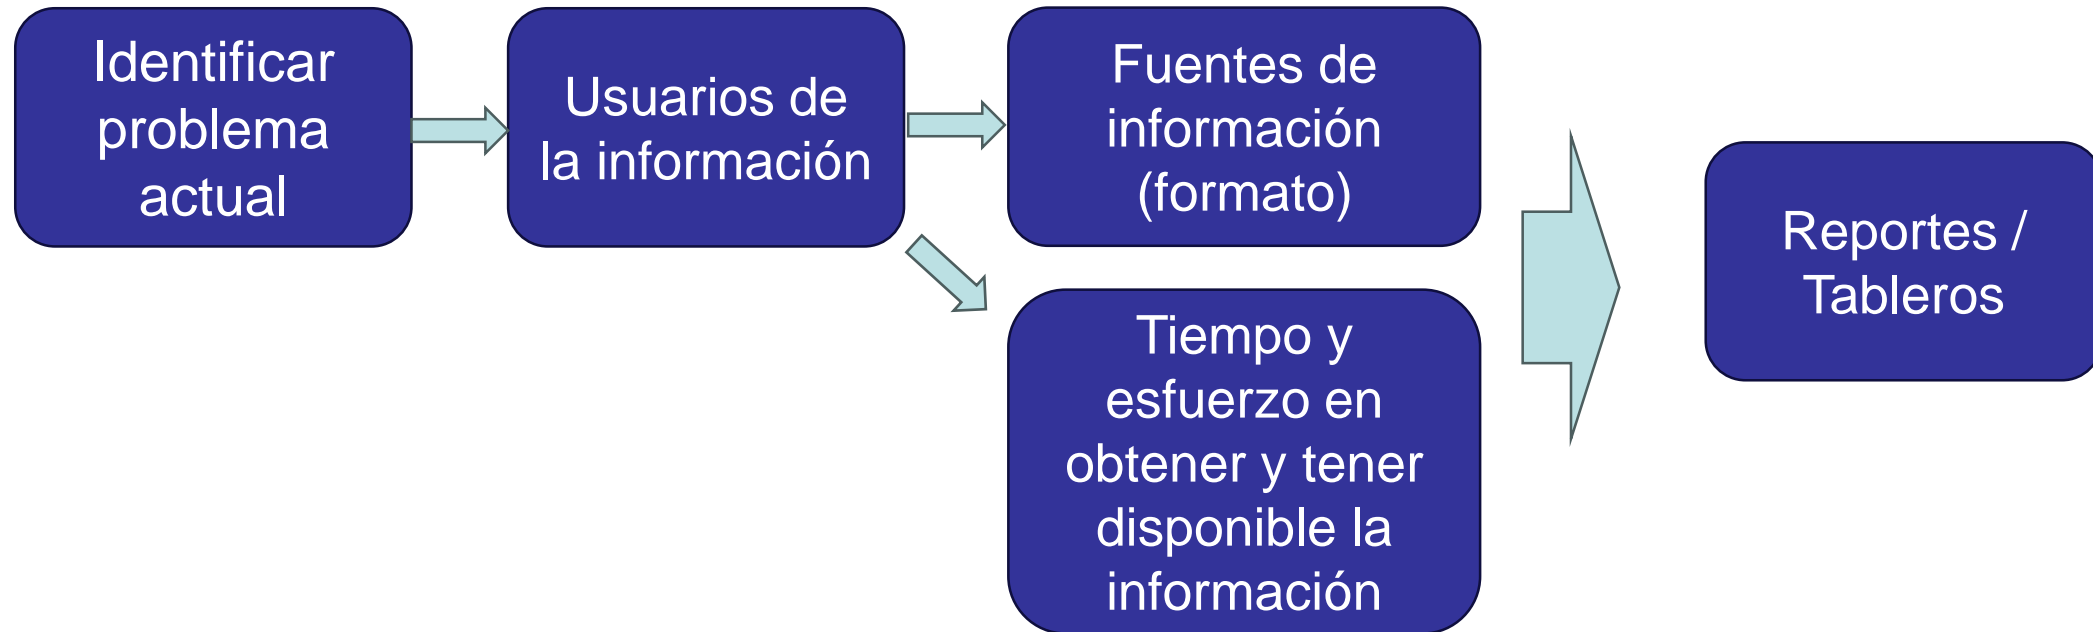 Identificar
problema
actual
Usuarios de
la información
Fuentes de
información
(formato)
Tiempo y
esfuerzo en
obtener y tener
disponible la
información
Reportes /
Tableros